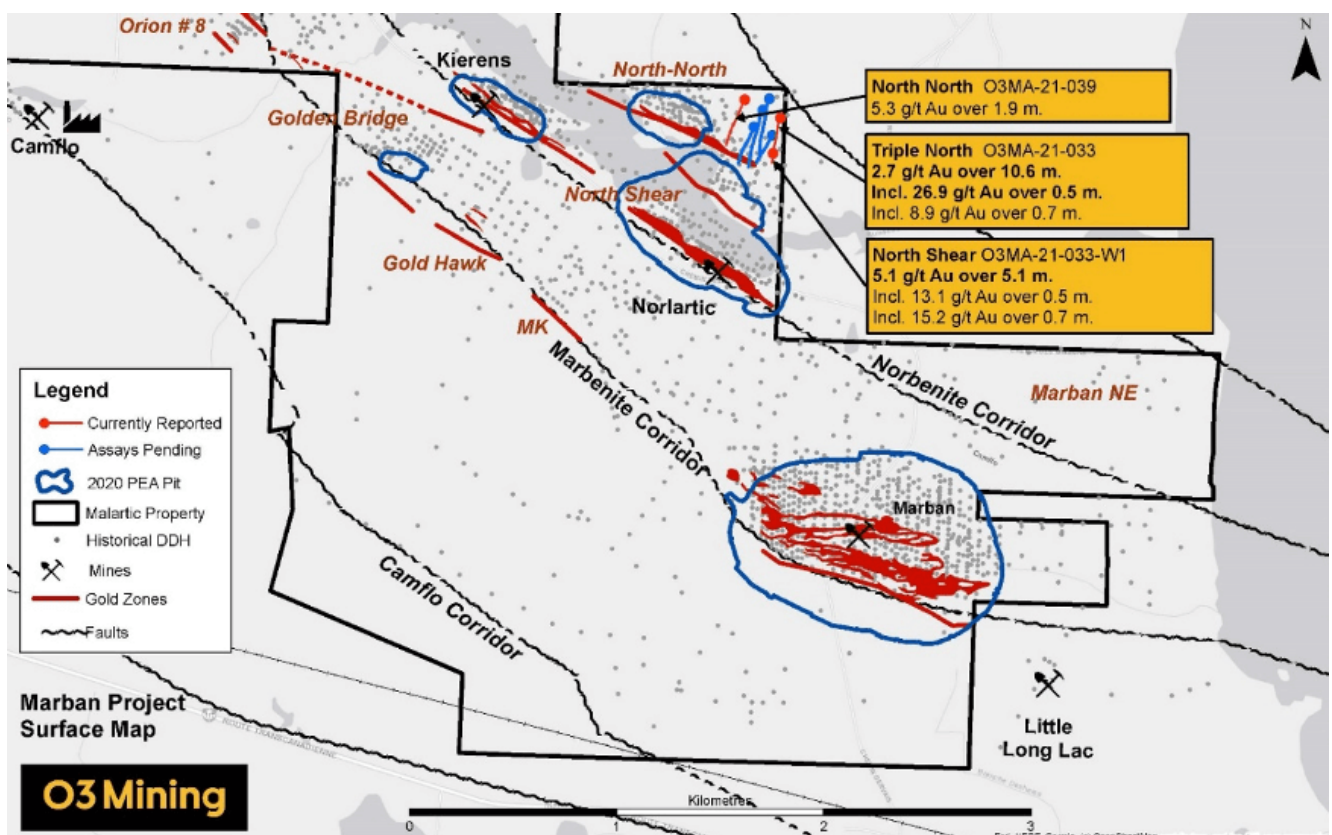 Orion # 8
Kierens
North-North
N
North North O3MA-21-039
5.3 g/t Au over 1.9 m.
Golden Bridge
Camflo
Triple North O3MA-21-033
2.7 g/t Au over 10.6 m.
Incl. 26.9 g/t Au over 0.5 m.
Incl. 8.9 g/t Au over 0.7 m.
North Shear
Gold Hawk
North Shear O3MA-21-033-W1
5.1 g/t Au over 5.1 m.
Incl. 13.1 g/t Au over 0.5 m.
Incl. 15.2 g/t Au over 0.7 m.
Norlartic
MK
Marbenite Corridor
Norbenite Corridor
Marban NE
Legend
Currently Reported
Assays Pending
2020 PEA Pit
Malartic Property
Historical DDH
Mines
Gold Zones
Faults
Marban
Camflo Corridor
Marban Project
Surface Map
ROUTE TRANSCANADIENNE
Little
Long Lac
O3 Mining
Kilometres
0
1
2
3